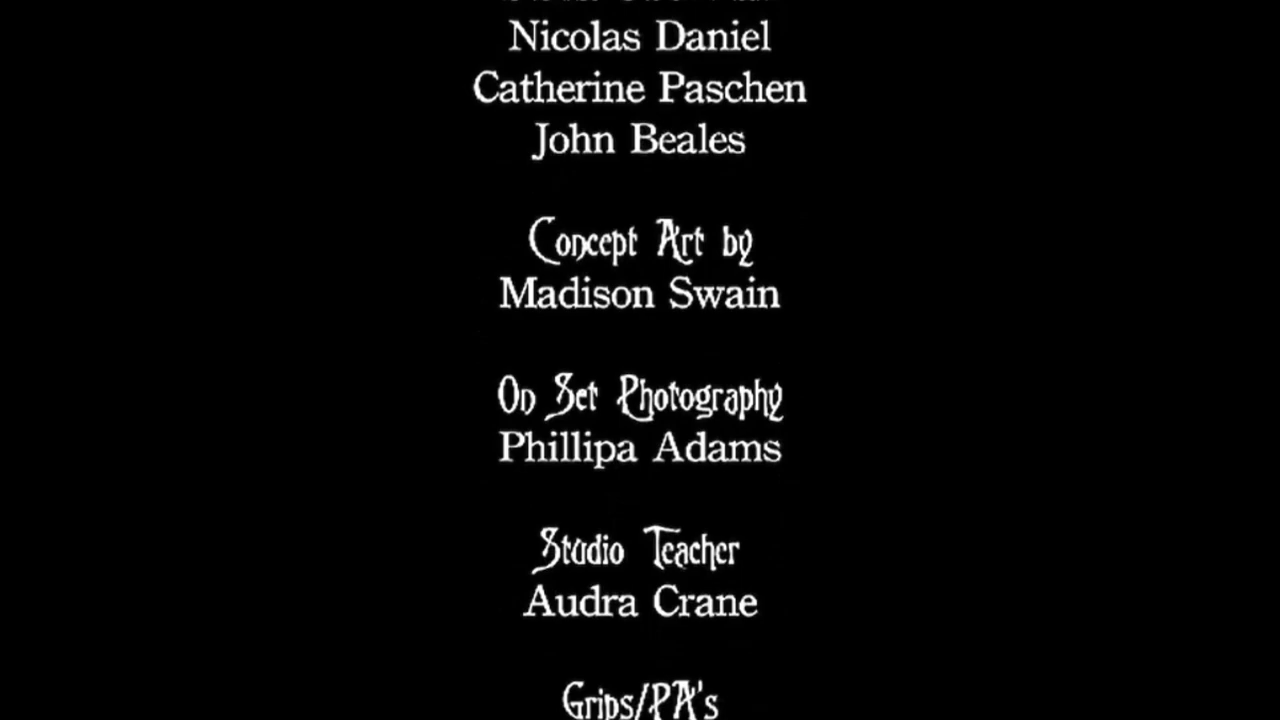 Nicolas Daniel
Catherine Paschen
John Beales
Concept Art by
Madison Swain
On Set Photography
Phillipa Adams
Studio Teacher
Audra Crane
Grips/PA's